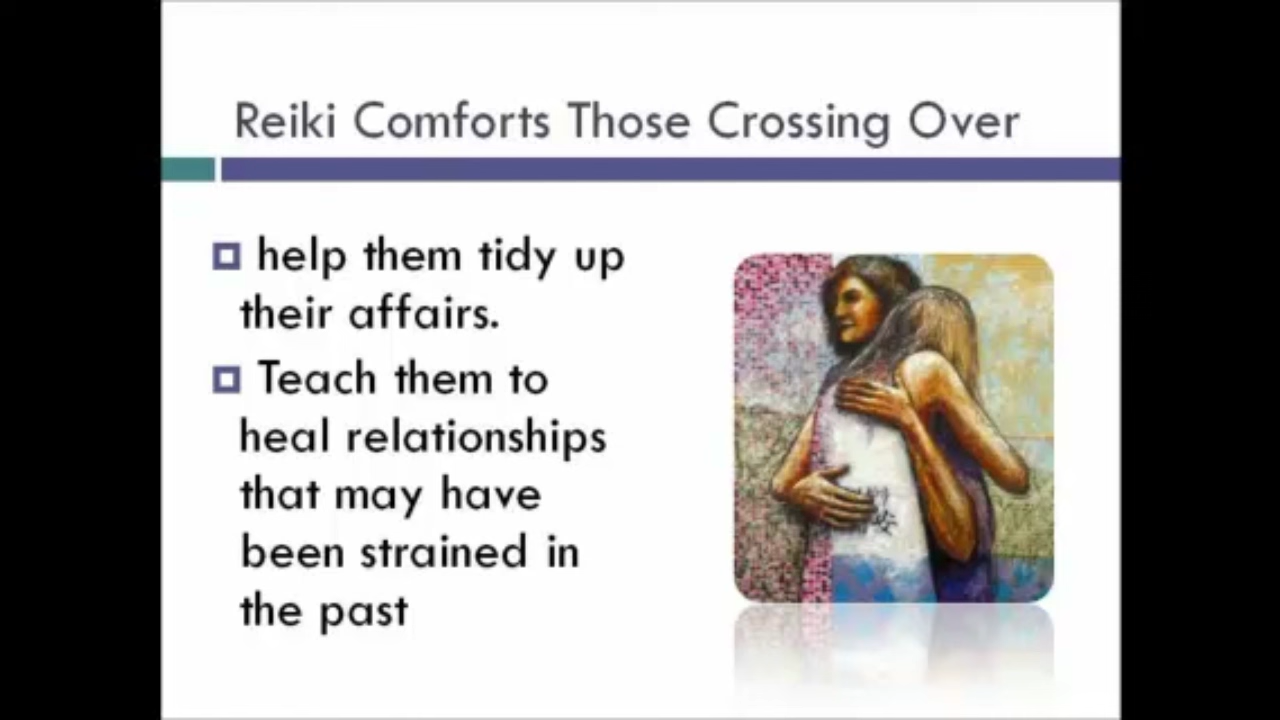 Reiki Comforts Those Crossing Over
help them tidy up
their affairs.
Teach them to
heal relationships
that may have
been strained in
the past